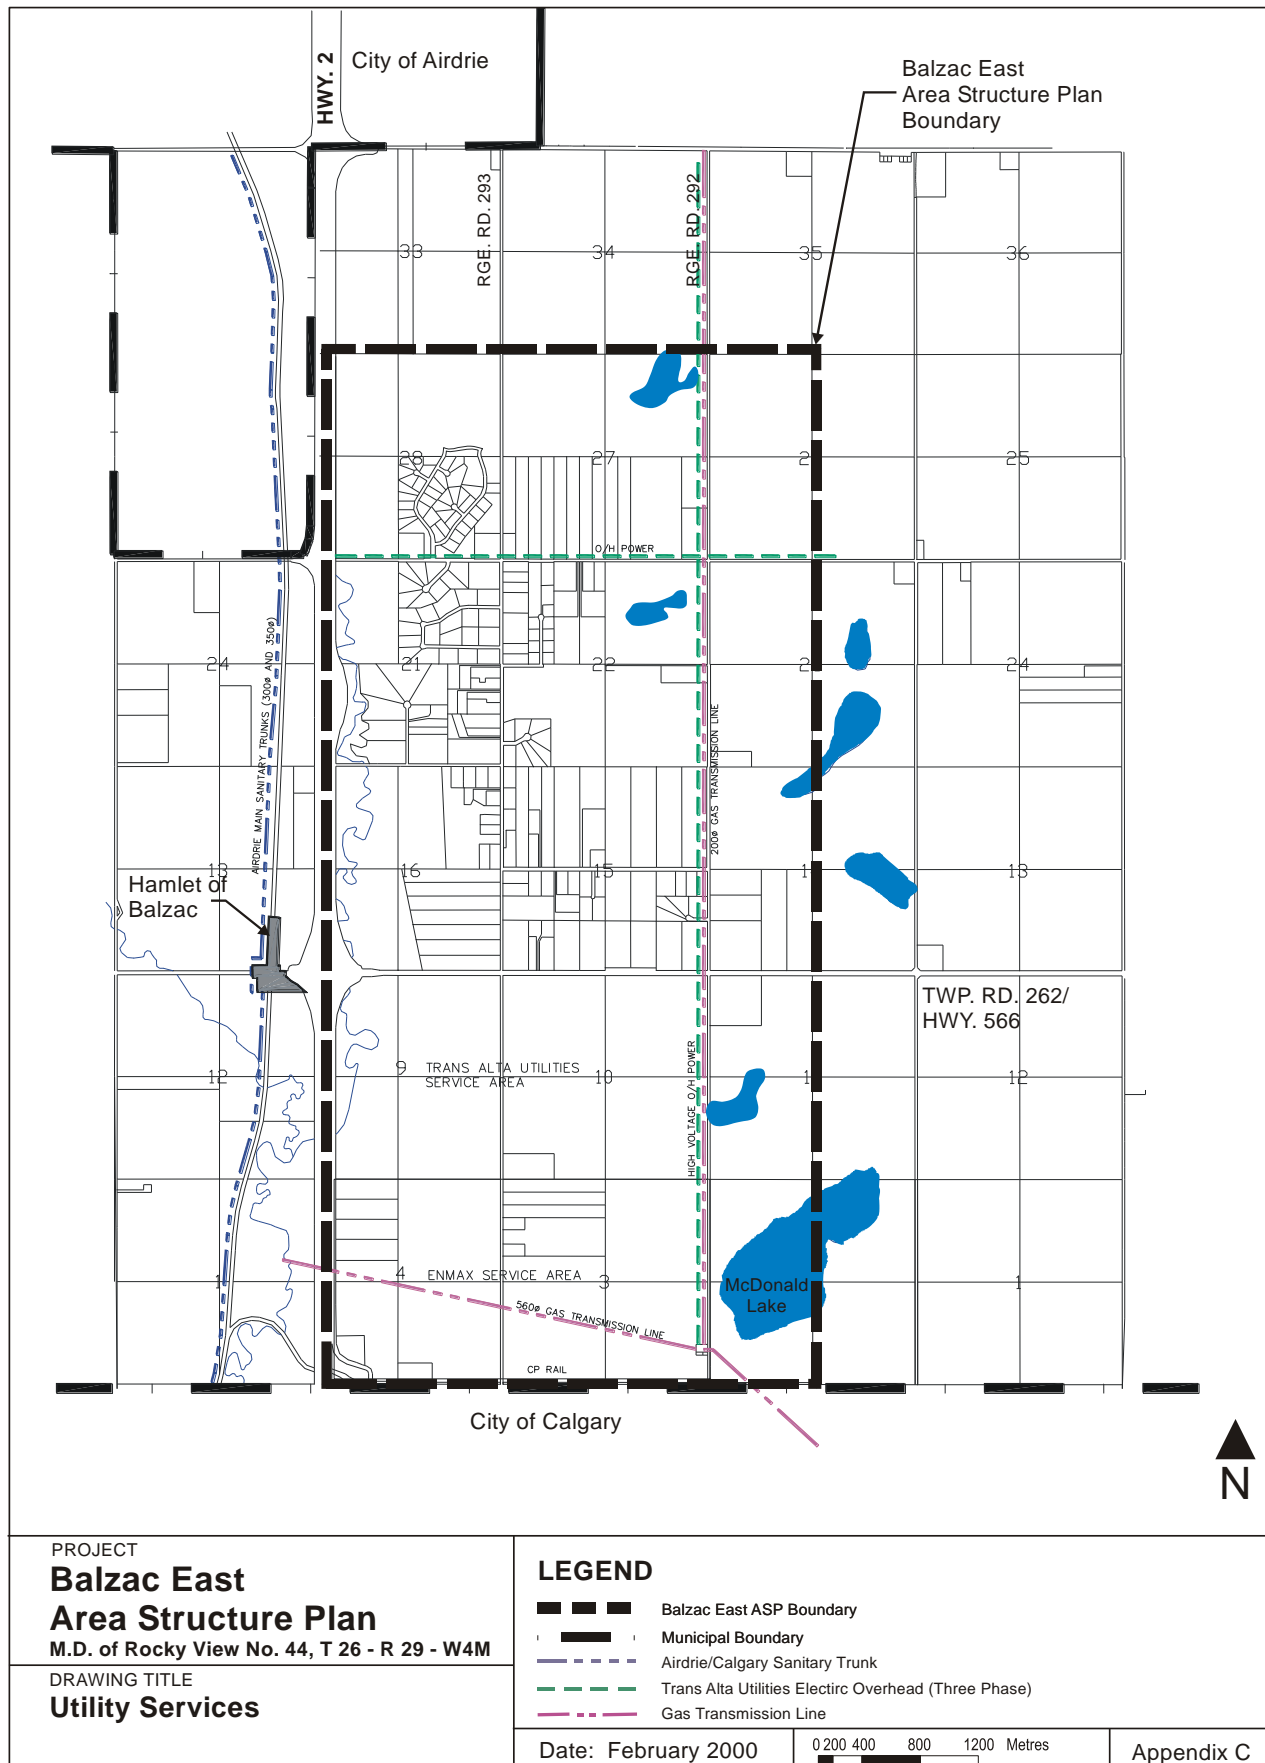 City of Airdrie
HWY. 2
Balzac East
Area Structure Plan
Boundary
RGE. RD. 293
RGE. RD. 292
33
34
35
36
28
27
2
25
O/H POWER
24
21
22
2
24
AIRDRIE MAIN SANITARY TRUNKS (300ø AND 350ø)
200ø GAS TRANSMISSION LINE
13
16
15
1
13
Hamlet of
Balzac
TWP. RD. 262/
HWY. 566
12
9
TRANS ALTA UTILITIES
SERVICE AREA
10
1
12
HIGH VOLTAGE O/H POWER
1
4
ENMAX SERVICE AREA
3
1
McDonald
Lake
560ø GAS TRANSMISSION LINE
CP RAIL
City of Calgary
N
PROJECT
Balzac East
Area Structure Plan
M.D. of Rocky View No. 44, T 26 - R 29 - W4M
DRAWING TITLE
Utility Services
LEGEND
Balzac East ASP Boundary
Municipal Boundary
Airdrie/Calgary Sanitary Trunk
Trans Alta Utilities Electirc Overhead (Three Phase)
Gas Transmission Line
Date: February 2000
0 200 400 800 1200 Metres
Appendix C